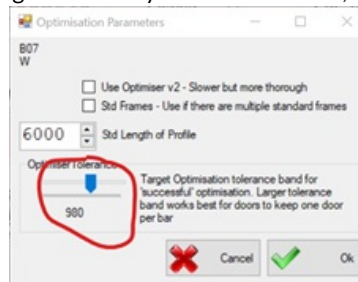 Optimisation Parameters
B07
W
Use Optimiser v2 - Slower but more thorough
Std Frames - Use if there are multiple standard frames
6000 Std Length of Profile
Optimiser Tolerance
Target Optimisation tolerance band for
'successful' optimisation. Larger tolerance
band works best for doors to keep one door
per bar
980
Cancel
Ok